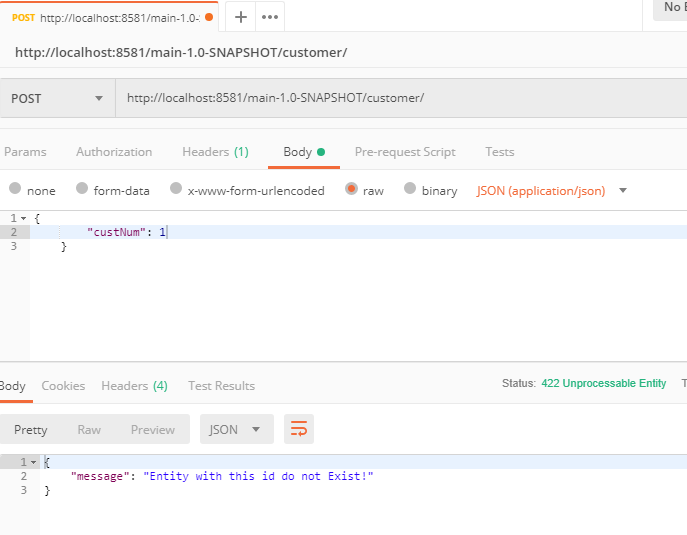 POST http://localhost:8581/main-1.0-
No E
http://localhost:8581/main-1.0-SNAPSHOT/customer/
POST http://localhost:8581/main-1.0-SNAPSHOT/customer/
Params Authorization Headers (1) Body Pre-request Script Tests
none form-data x-www-form-urlencoded raw binary JSON (application/json)
1 {
2 "custNum": 1
3 }
Body Cookies Headers (4) Test Results Status: 422 Unprocessable Entity T
Pretty Raw Preview JSON
1 {
2 "message": "Entity with this id do not Exist!"
3 }